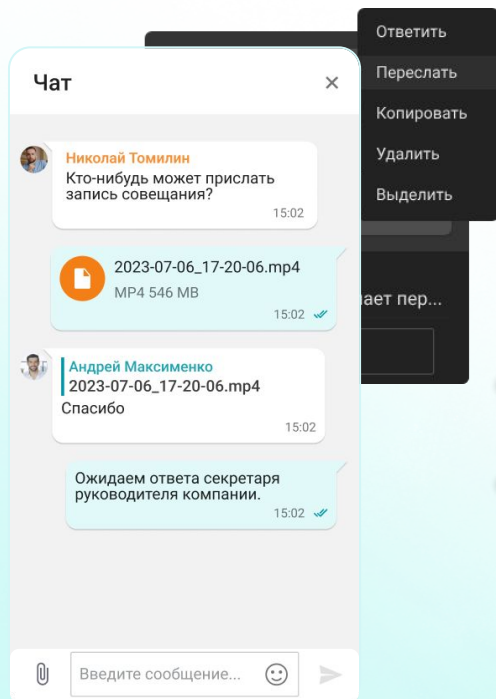 Ответить
Переслать
Копировать
Удалить
Выделить
Чат
Николай Томилин
Кто-нибудь может прислать
запись совещания?
15:02
2023-07-06_17-20-06.mp4
MP4 546 MB
15:02
ает пер...
Андрей Максименко
2023-07-06_17-20-06.mp4
Спасибо
15:02
Ожидаем ответа секретаря
руководителя компании.
15:02
Введите сообщение...